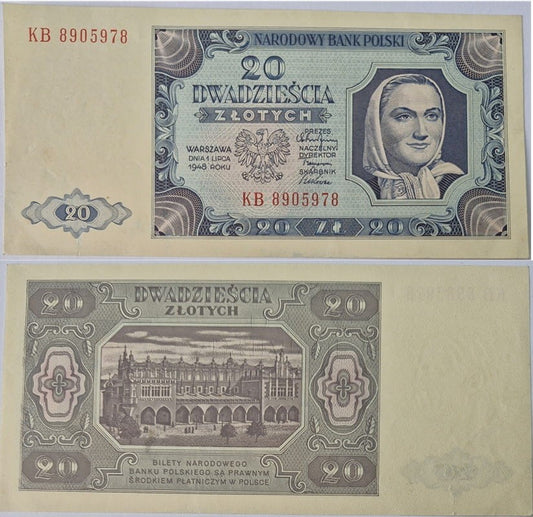 KB 8905978
NARODOWY BANK POLSKI
20
DWADZIEŚCIA
ZŁOTYCH
WARSZAWA
DNIA 1 LIPCA
1948 ROKU
PREZES
NACZELNY
DYREKTOR
SKARBNIK
KB 8905978
20
20 ZŁ 20
20 DWADZIEŚCIA 20
ZŁOTYCH
20 20
BILETY NARODOWEGO
BANKU POLSKIEGO SĄ PRAWNYM
ŚRODKIEM PŁATNICZYM W POLSCE